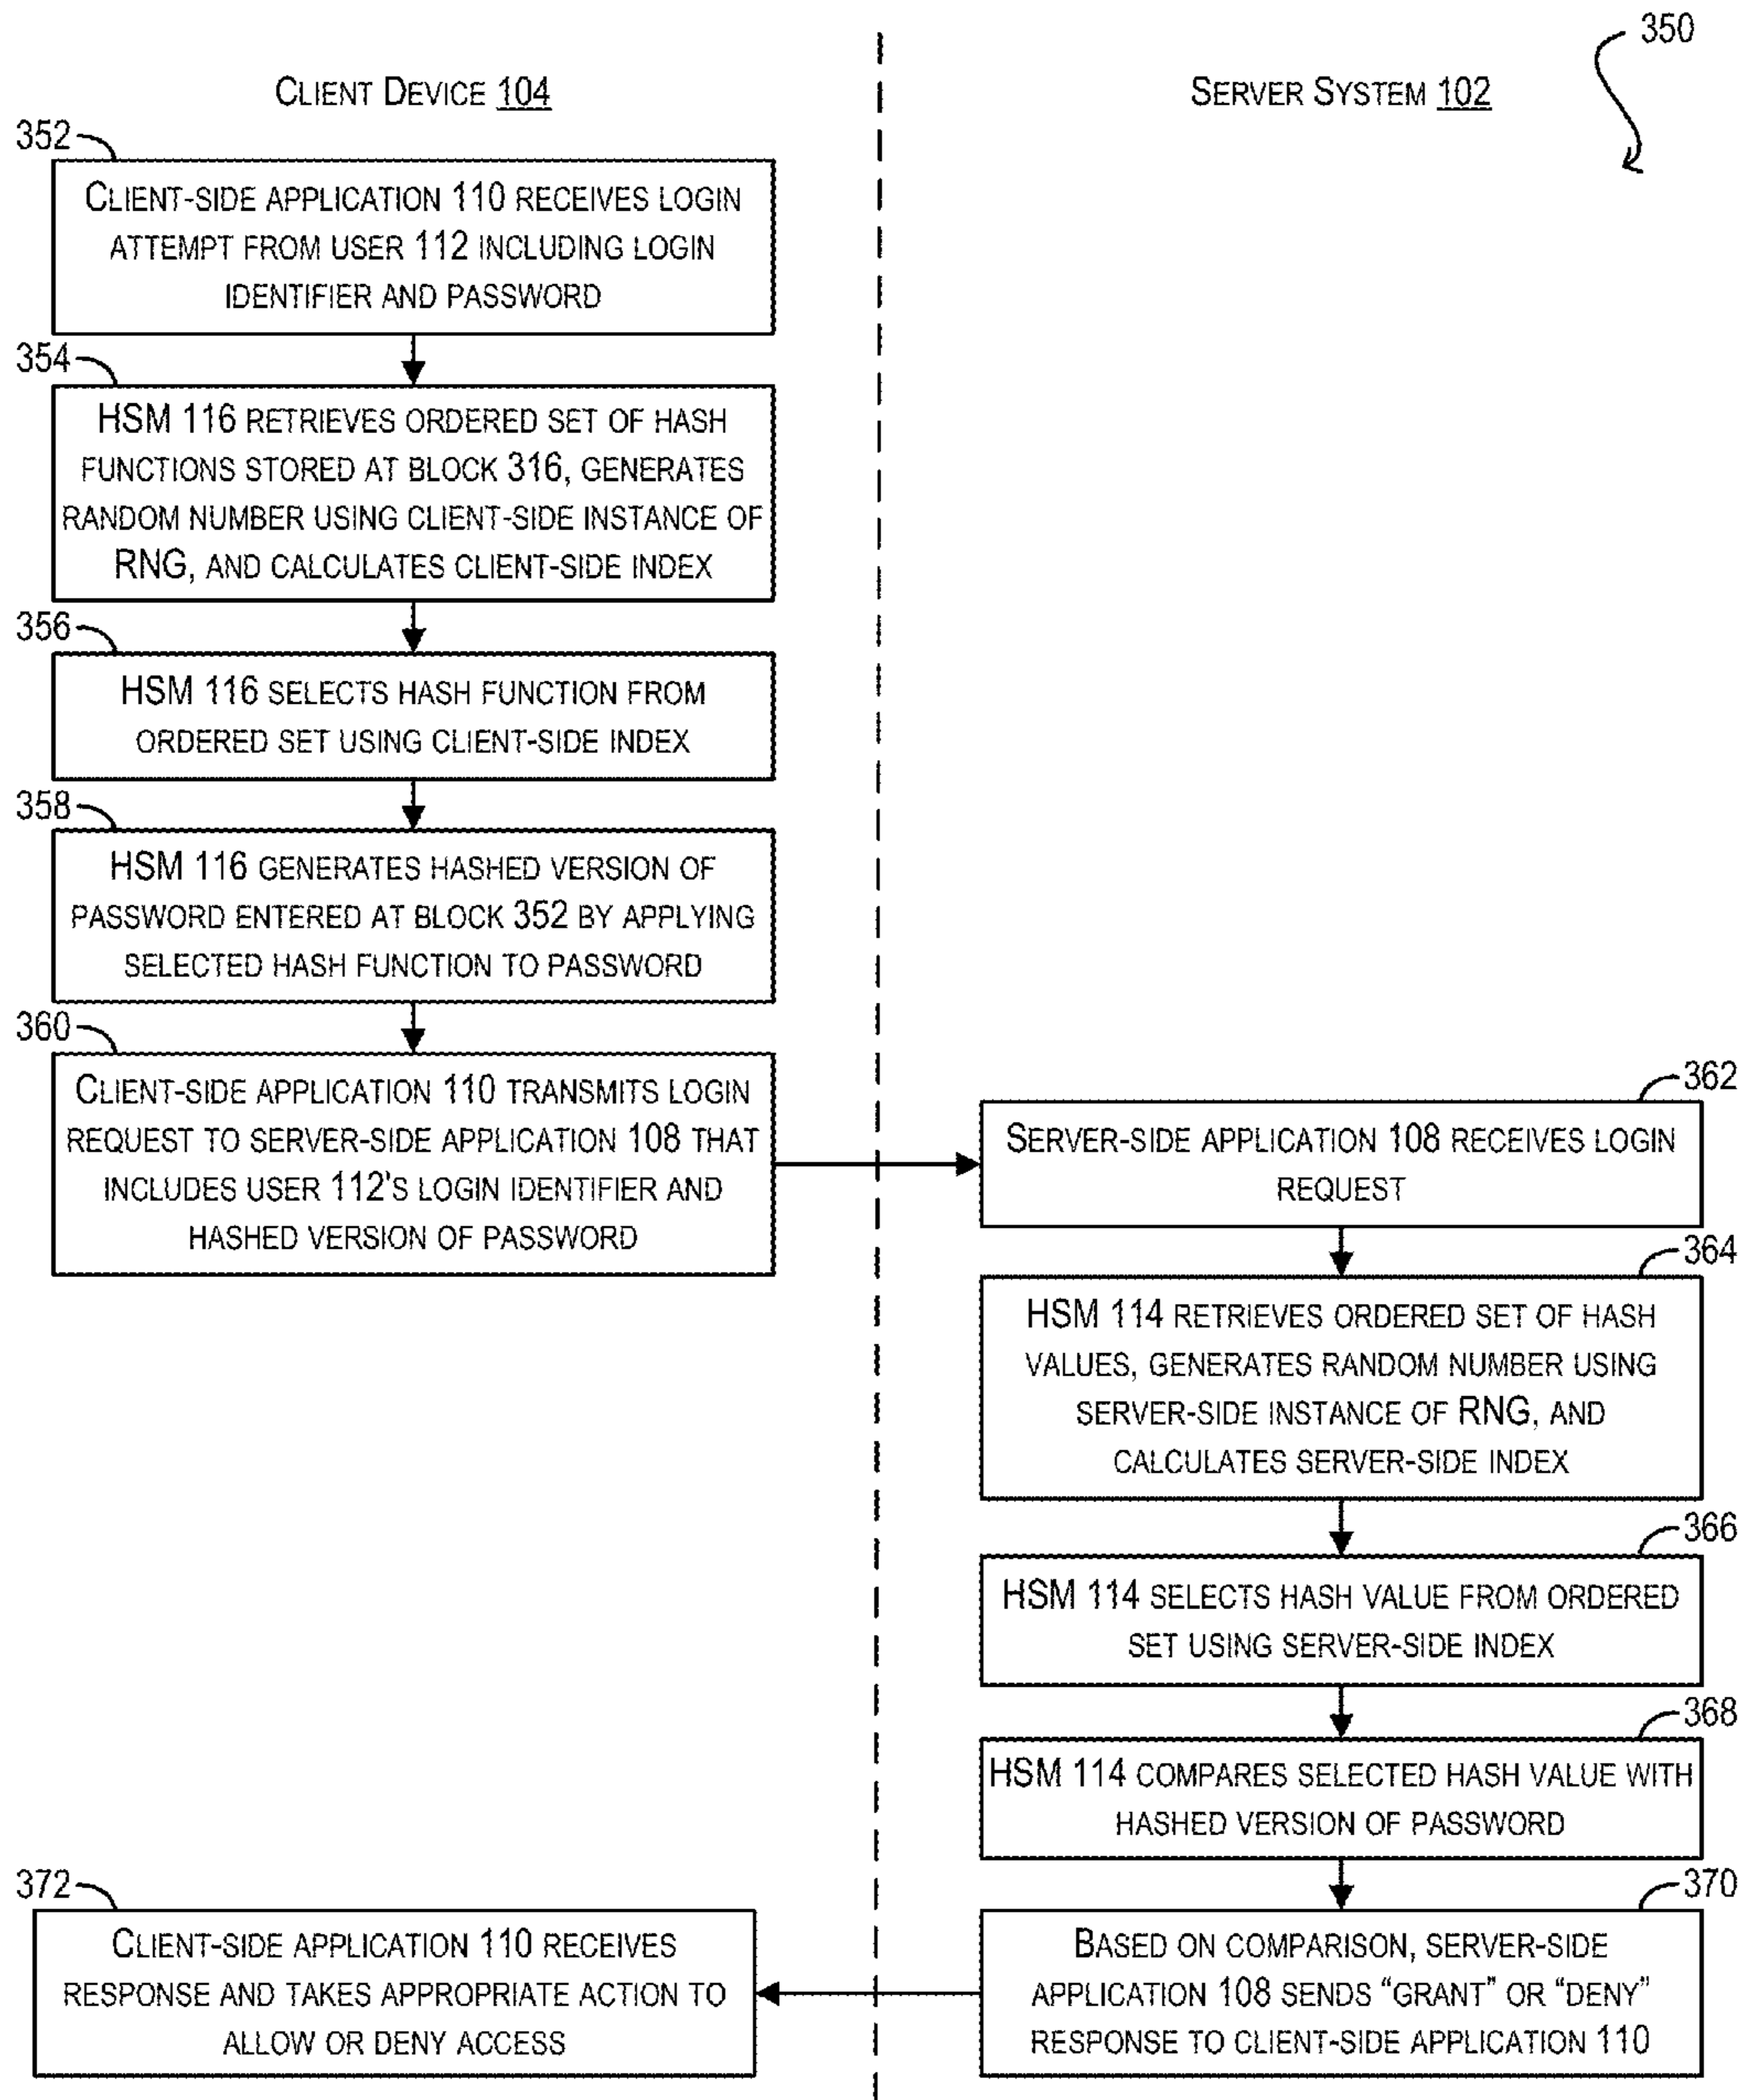 350
CLIENT DEVICE 104
SERVER SYSTEM 102
352
CLIENT-SIDE APPLICATION 110 RECEIVES LOGIN
ATTEMPT FROM USER 112 INCLUDING LOGIN
IDENTIFIER AND PASSWORD
354
HSM 116 RETRIEVES ORDERED SET OF HASH
FUNCTIONS STORED AT BLOCK 316, GENERATES
RANDOM NUMBER USING CLIENT-SIDE INSTANCE OF
RNG, AND CALCULATES CLIENT-SIDE INDEX
356
HSM 116 SELECTS HASH FUNCTION FROM
ORDERED SET USING CLIENT-SIDE INDEX
358
HSM 116 GENERATES HASHED VERSION OF
PASSWORD ENTERED AT BLOCK 352 BY APPLYING
SELECTED HASH FUNCTION TO PASSWORD
360
CLIENT-SIDE APPLICATION 110 TRANSMITS LOGIN
REQUEST TO SERVER-SIDE APPLICATION 108 THAT
INCLUDES USER 112'S LOGIN IDENTIFIER AND
HASHED VERSION OF PASSWORD
362
SERVER-SIDE APPLICATION 108 RECEIVES LOGIN
REQUEST
364
HSM 114 RETRIEVES ORDERED SET OF HASH
VALUES, GENERATES RANDOM NUMBER USING
SERVER-SIDE INSTANCE OF RNG, AND
CALCULATES SERVER-SIDE INDEX
366
HSM 114 SELECTS HASH VALUE FROM ORDERED
SET USING SERVER-SIDE INDEX
368
HSM 114 COMPARES SELECTED HASH VALUE WITH
HASHED VERSION OF PASSWORD
370
BASED ON COMPARISON, SERVER-SIDE
APPLICATION 108 SENDS “GRANT” OR “DENY”
RESPONSE TO CLIENT-SIDE APPLICATION 110
372
CLIENT-SIDE APPLICATION 110 RECEIVES
RESPONSE AND TAKES APPROPRIATE ACTION TO
ALLOW OR DENY ACCESS